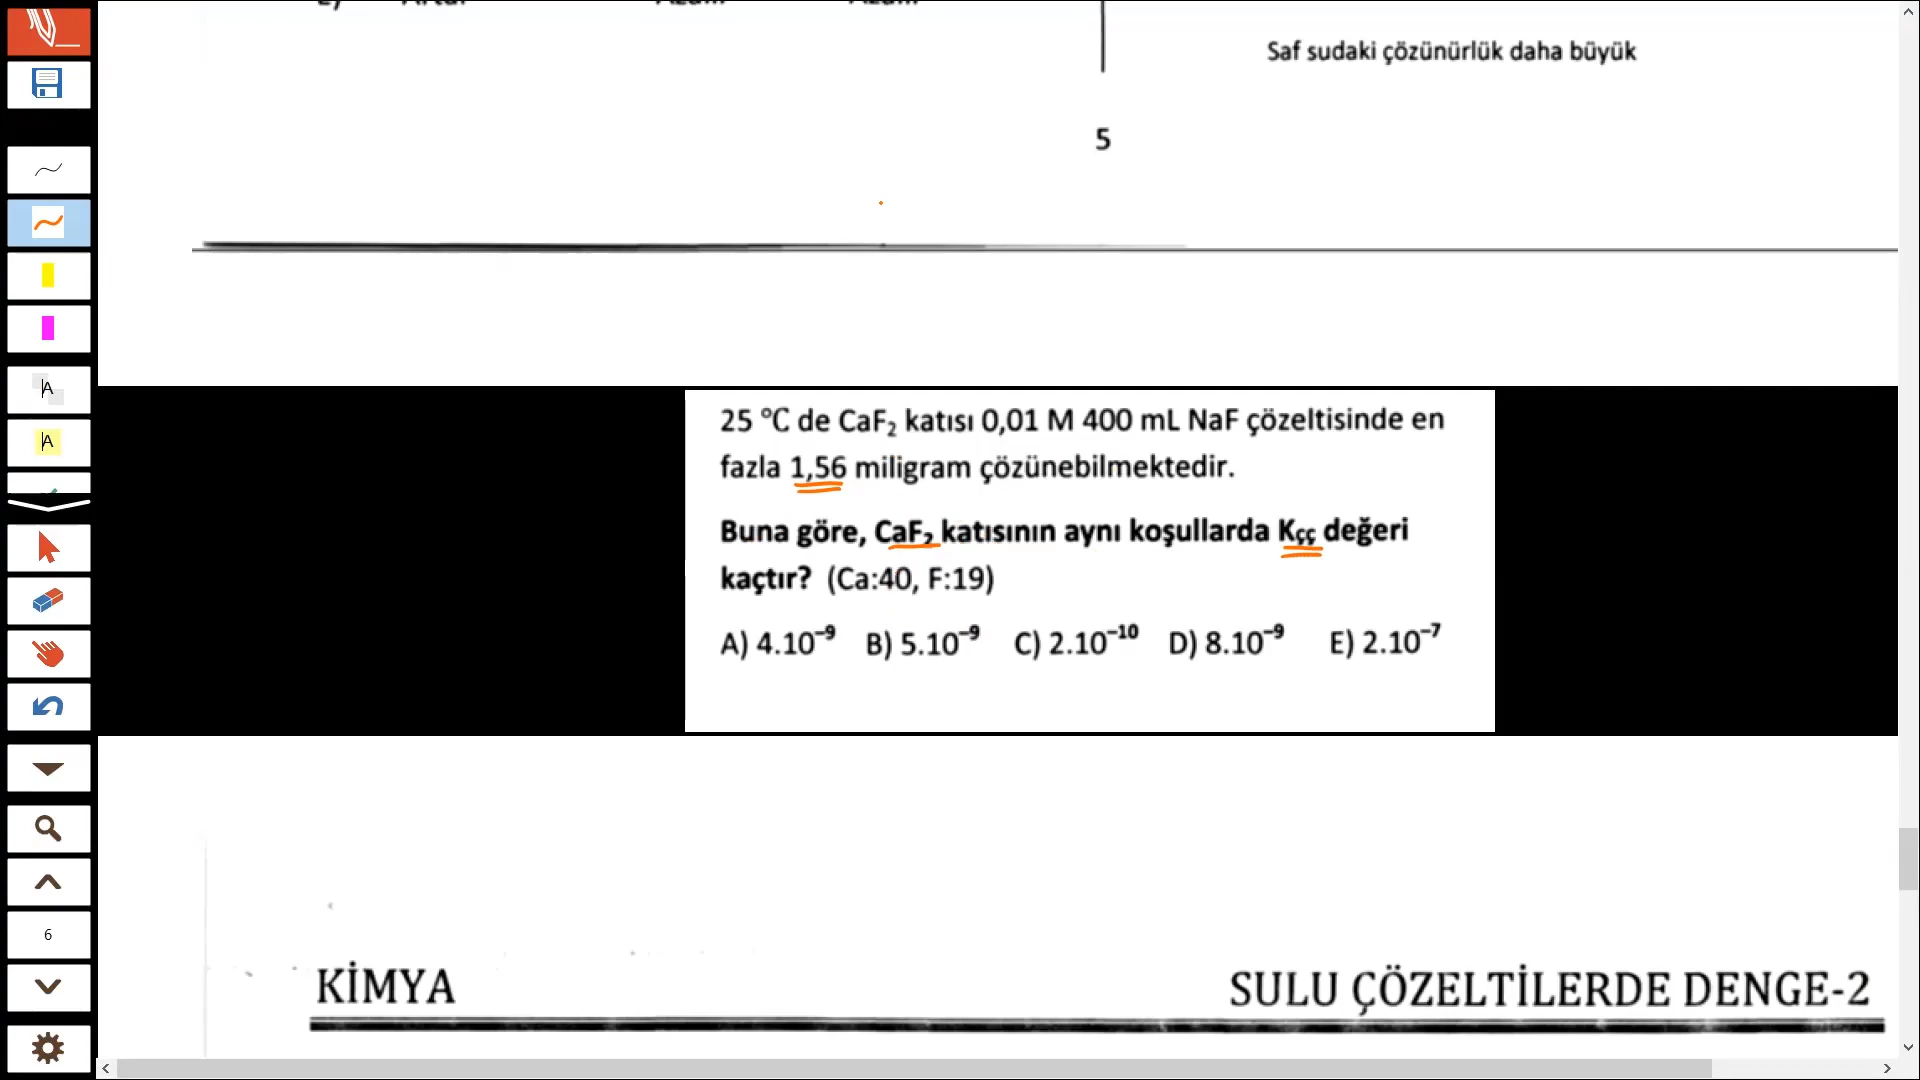 Saf sudaki çözünürlük daha büyük
5
A
A
25 °C de CaF₂ katısı 0,01 M 400 mL NaF çözeltisinde en
fazla 1,56 miligram çözünebilmektedir.
Buna göre, CaF₂ katısının aynı koşullarda Kçç değeri
kaçtır? (Ca:40, F:19)
A) 4.10⁻⁹ B) 5.10⁻⁹ C) 2.10⁻¹⁰ D) 8.10⁻⁹ E) 2.10⁻⁷
6
KİMYA
SULU ÇÖZELTİLERDE DENGE-2